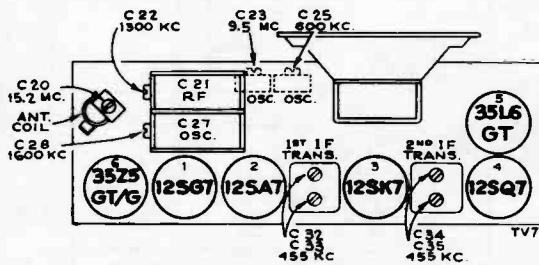 C 22
1300 KC
C 23
9.5 MC.
C 25
600 KC.
C 20
15.2 MC.
ANT.
COIL
C 21
RF
OSC.
OSC.
C 27
OSC.
C 28
1600 KC
1ST IF
TRANS.
2ND IF
TRANS.
5
35L6
GT
6
35Z5
GT/G
1
12SG7
2
12SA7
3
12SK7
4
12SQ7
C 32
C 33
455 KC.
C 34
C 35
455 KC.
TV7